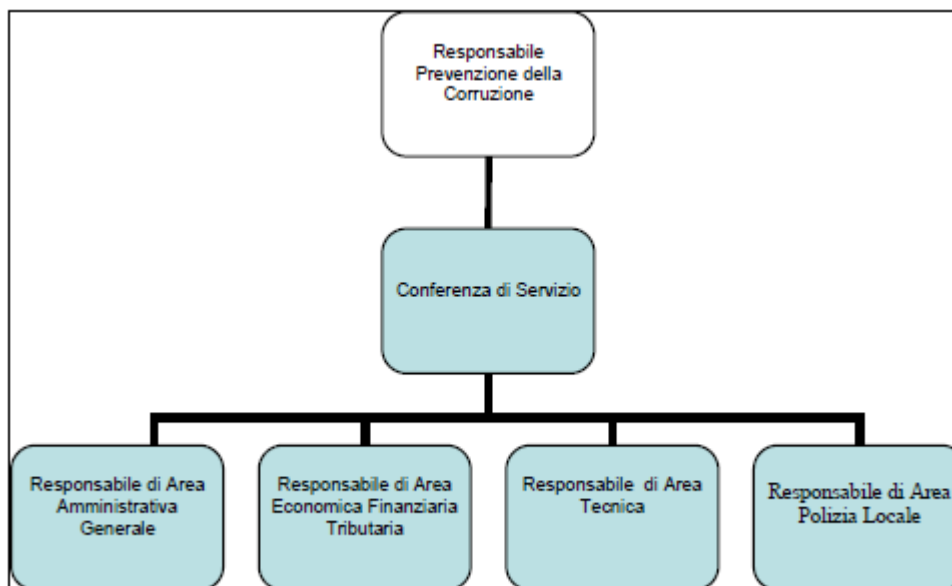 Responsabile
Prevenzione della
Corruzione
Conferenza di Servizio
Responsabile di Area
Amministrativa
Generale
Responsabile di Area
Economica Finanziaria
Tributaria
Responsabile di Area
Tecnica
Responsabile di Area
Polizia Locale